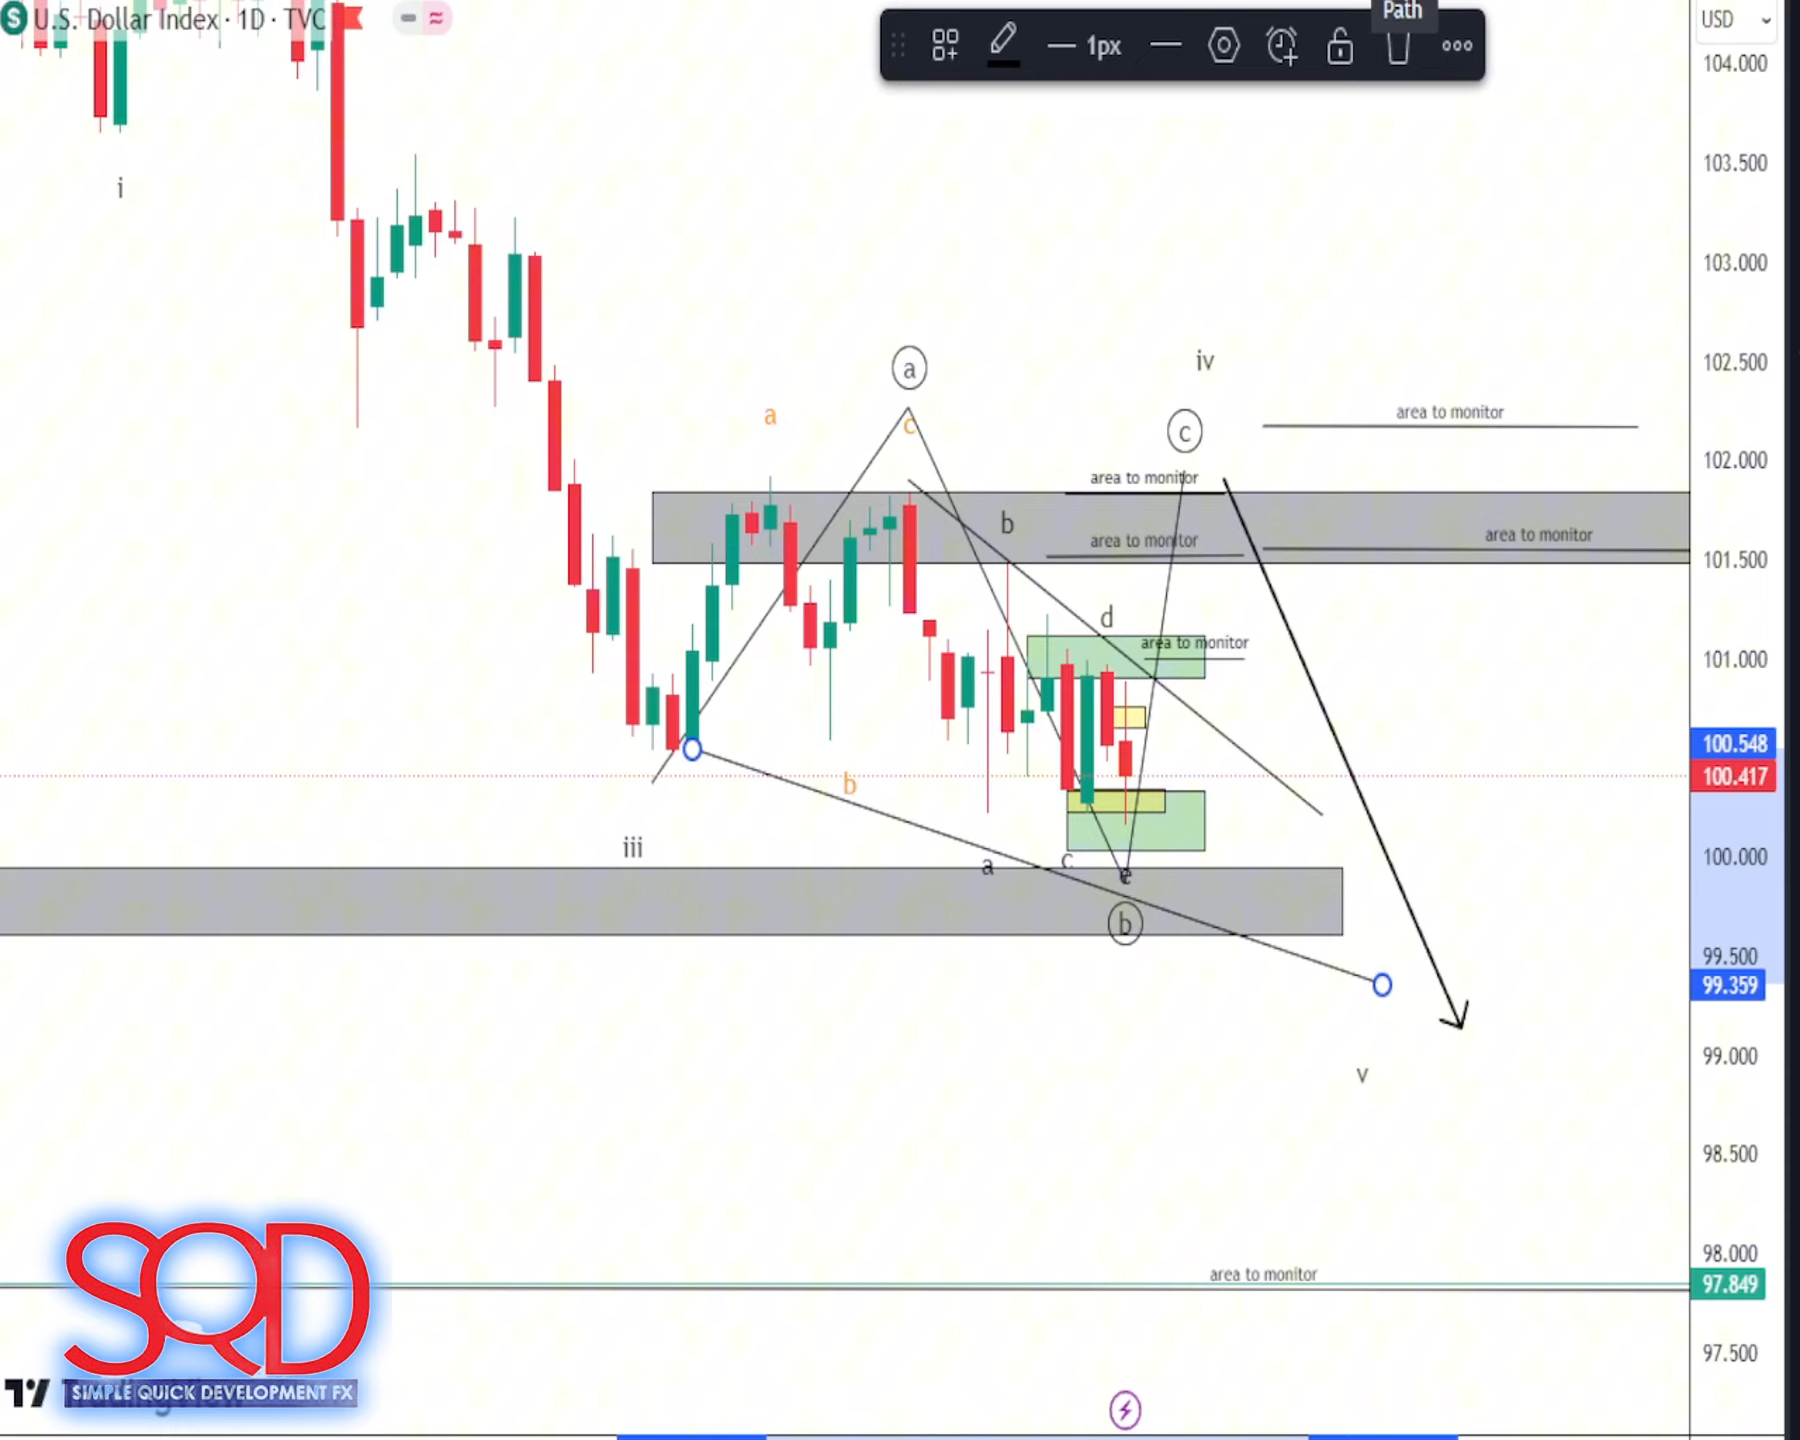 Path
S U.S. Dollar Index · 1D · TVC
1px
USD
104.000
i
103.500
103.000
102.500
a
iv
a
c
c
area to monitor
102.000
area to monitor
b
area to monitor
area to monitor
101.500
d
area to monitor
101.000
100.548
100.417
b
iii
a
c
e
100.000
b
99.500
99.359
99.000
v
98.500
98.000
area to monitor
97.849
97.500
SQD
SIMPLE QUICK DEVELOPMENT FX